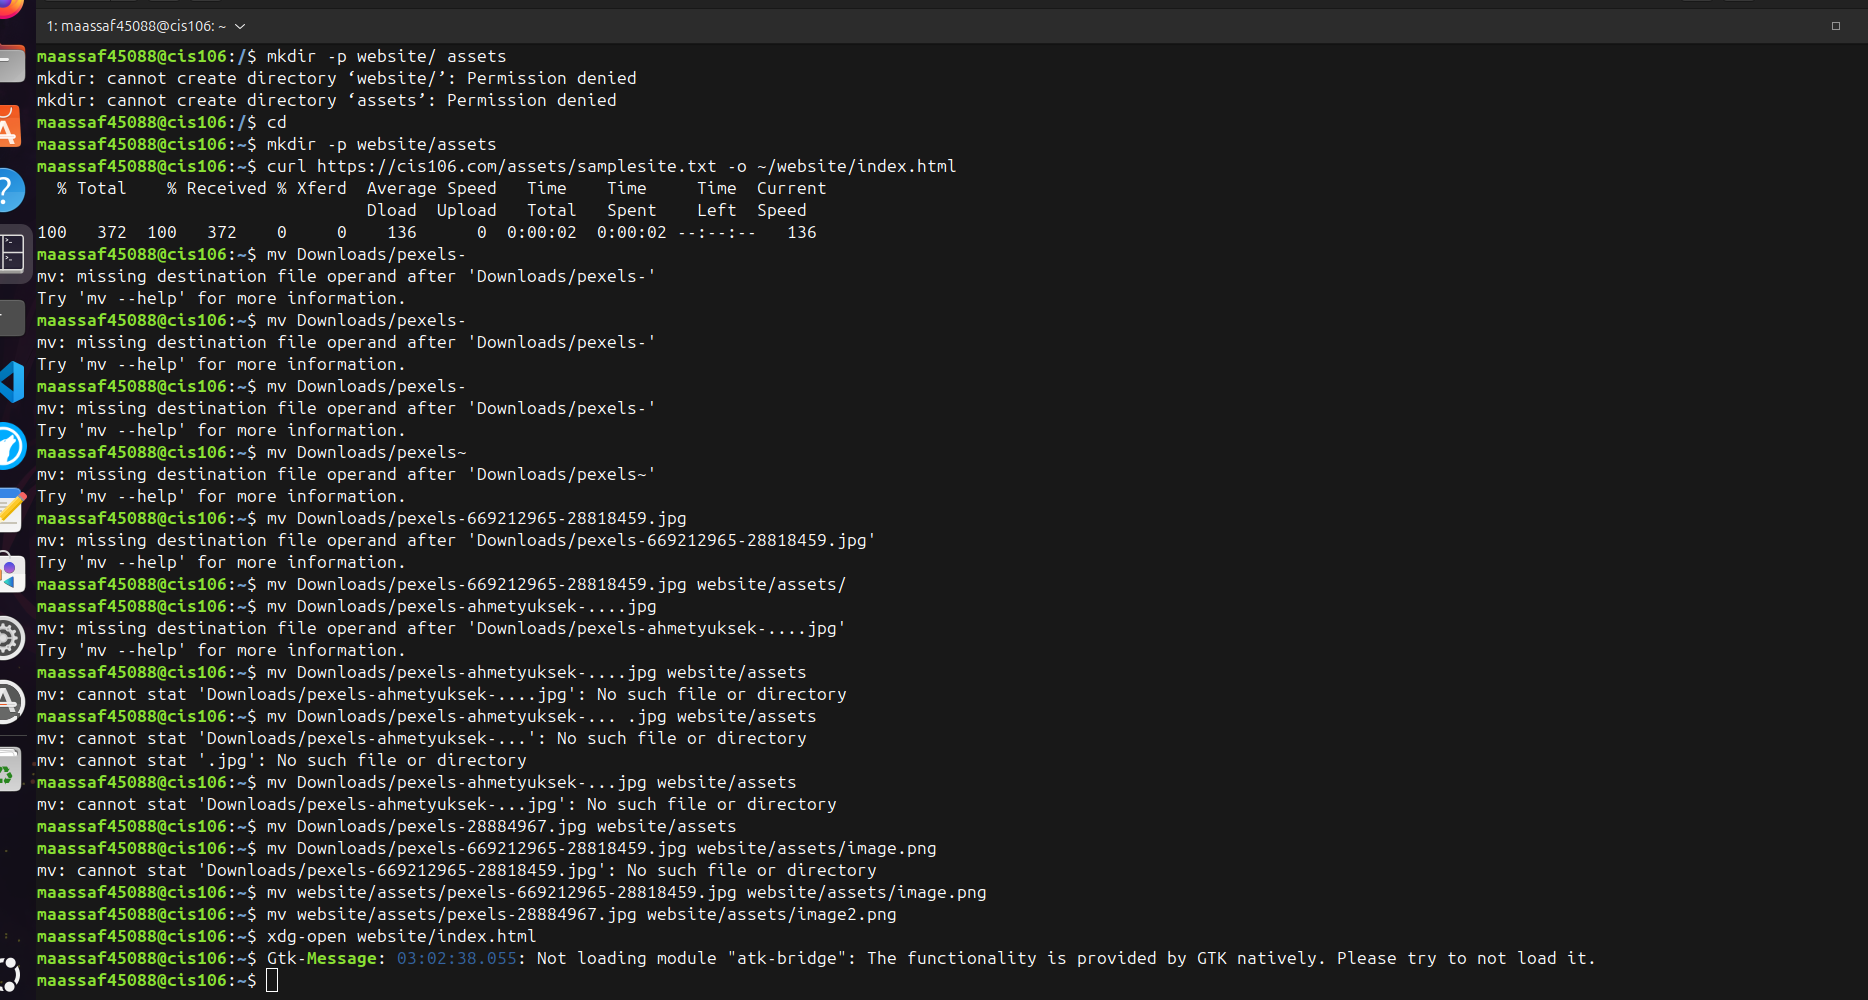 1: maassaf45088@cis106: ~
maassaf45088@cis106:/$ mkdir -p website/ assets
mkdir: cannot create directory ‘website/’: Permission denied
mkdir: cannot create directory ‘assets’: Permission denied
maassaf45088@cis106:/$ cd
maassaf45088@cis106:~$ mkdir -p website/assets
maassaf45088@cis106:~$ curl https://cis106.com/assets/samplesite.txt -o ~/website/index.html
  % Total    % Received % Xferd  Average Speed   Time    Time     Time  Current
                                 Dload  Upload   Total   Spent    Left  Speed
100   372  100   372    0     0    136      0  0:00:02  0:00:02 --:--:--   136
maassaf45088@cis106:~$ mv Downloads/pexels-
mv: missing destination file operand after 'Downloads/pexels-'
Try 'mv --help' for more information.
maassaf45088@cis106:~$ mv Downloads/pexels-
mv: missing destination file operand after 'Downloads/pexels-'
Try 'mv --help' for more information.
maassaf45088@cis106:~$ mv Downloads/pexels-
mv: missing destination file operand after 'Downloads/pexels-'
Try 'mv --help' for more information.
maassaf45088@cis106:~$ mv Downloads/pexels~
mv: missing destination file operand after 'Downloads/pexels~'
Try 'mv --help' for more information.
maassaf45088@cis106:~$ mv Downloads/pexels-669212965-28818459.jpg
mv: missing destination file operand after 'Downloads/pexels-669212965-28818459.jpg'
Try 'mv --help' for more information.
maassaf45088@cis106:~$ mv Downloads/pexels-669212965-28818459.jpg website/assets/
maassaf45088@cis106:~$ mv Downloads/pexels-ahmetyuksek-....jpg
mv: missing destination file operand after 'Downloads/pexels-ahmetyuksek-....jpg'
Try 'mv --help' for more information.
maassaf45088@cis106:~$ mv Downloads/pexels-ahmetyuksek-....jpg website/assets
mv: cannot stat 'Downloads/pexels-ahmetyuksek-....jpg': No such file or directory
maassaf45088@cis106:~$ mv Downloads/pexels-ahmetyuksek-... .jpg website/assets
mv: cannot stat 'Downloads/pexels-ahmetyuksek-...': No such file or directory
mv: cannot stat '.jpg': No such file or directory
maassaf45088@cis106:~$ mv Downloads/pexels-ahmetyuksek-...jpg website/assets
mv: cannot stat 'Downloads/pexels-ahmetyuksek-...jpg': No such file or directory
maassaf45088@cis106:~$ mv Downloads/pexels-28884967.jpg website/assets
maassaf45088@cis106:~$ mv Downloads/pexels-669212965-28818459.jpg website/assets/image.png
mv: cannot stat 'Downloads/pexels-669212965-28818459.jpg': No such file or directory
maassaf45088@cis106:~$ mv website/assets/pexels-669212965-28818459.jpg website/assets/image.png
maassaf45088@cis106:~$ mv website/assets/pexels-28884967.jpg website/assets/image2.png
maassaf45088@cis106:~$ xdg-open website/index.html
maassaf45088@cis106:~$ Gtk-Message: 03:02:38.055: Not loading module "atk-bridge": The functionality is provided by GTK natively. Please try to not load it.
maassaf45088@cis106:~$